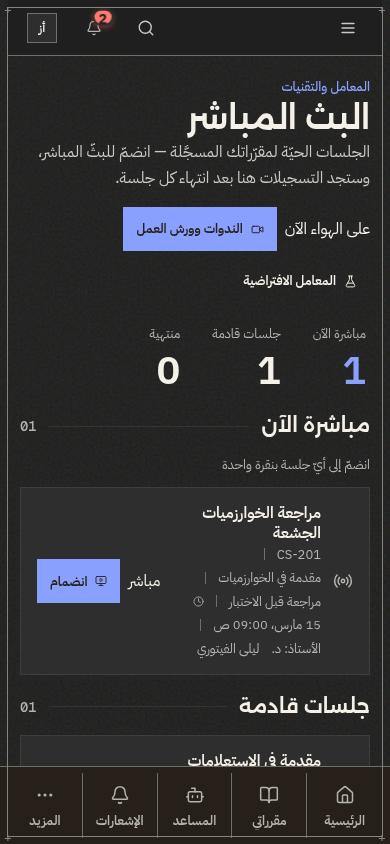 أز
2
المعامل والتقنيات
البث المباشر
الجلسات الحيّة لمقرّراتك المسجّلة — انضمّ للبثّ المباشر،
وستجد التسجيلات هنا بعد انتهاء كل جلسة.
على الهواء الآن
الندوات وورش العمل
المعامل الافتراضية
مباشرة الآن
جلسات قادمة
منتهية
1
1
0
مباشرة الآن
01
انضمّ إلى أيّ جلسة بنقرة واحدة
مراجعة الخوارزميات
الجشعة
CS-201
مقدمة في الخوارزميات
مراجعة قبل الاختبار
15 مارس، 09:00 ص
الأستاذ: د. ليلى الفيتوري
مباشر
انضمام
جلسات قادمة
01
مقدمة في الاستعلامات
الرئيسية
مقرراتي
المساعد
الإشعارات
المزيد